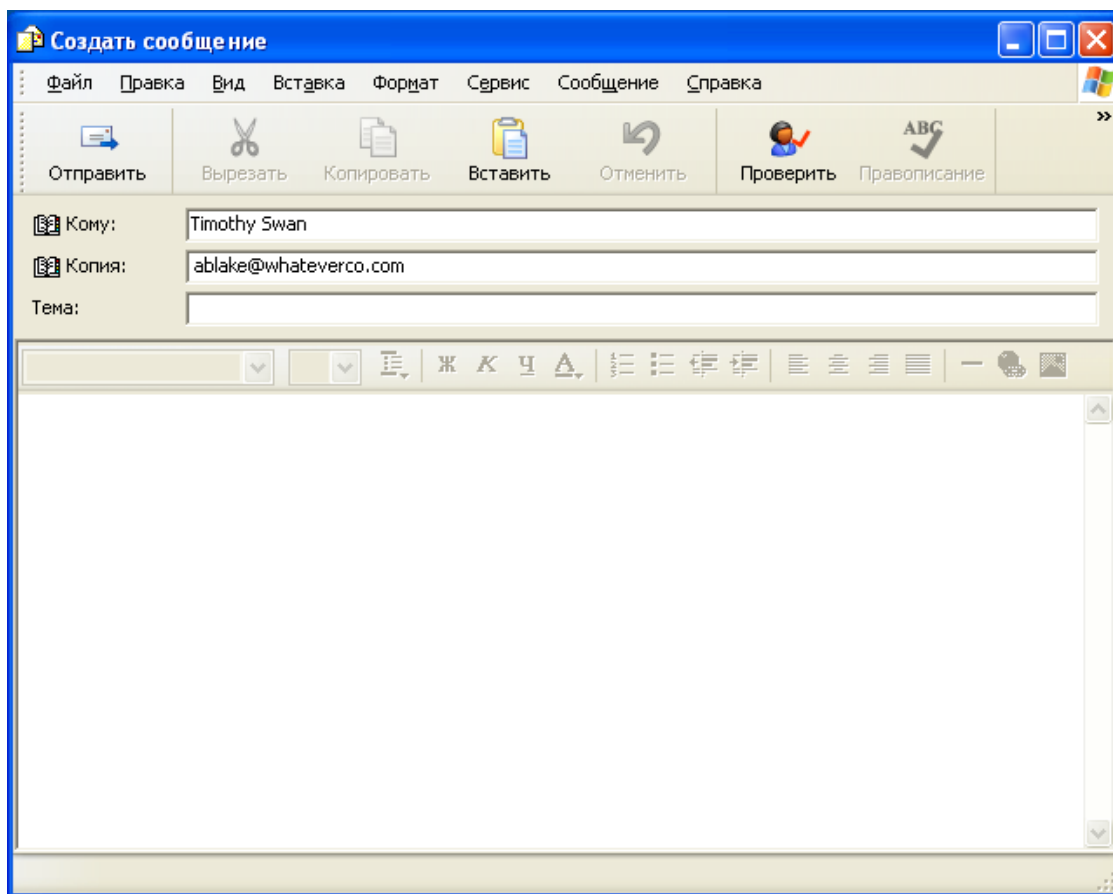 Создать сообщение
Файл Правка Вид Вставка Формат Сервис Сообщение Справка
Отправить Вырезать Копировать Вставить Отменить Проверить ABC Правописание
Кому: Timothy Swan
Копия: ablake@whateverco.com
Тема:
Ж К Ч А